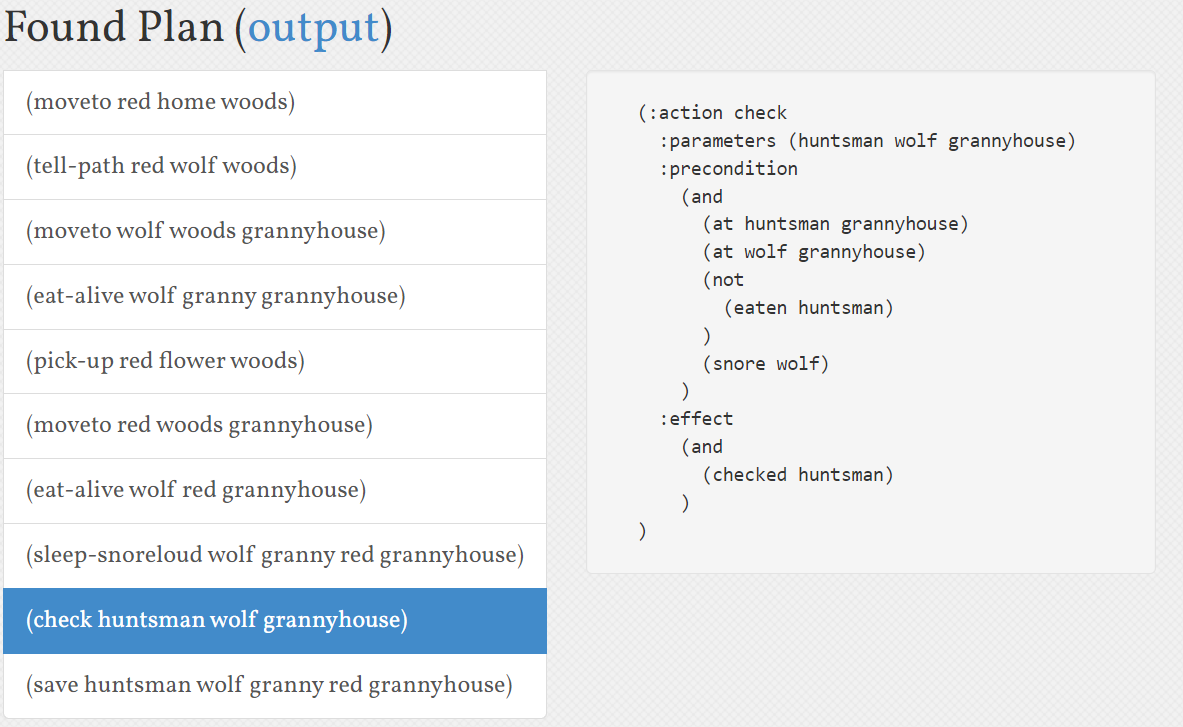 Found Plan (output)
(moveto red home woods)
(tell-path red wolf woods)
(moveto wolf woods grannyhouse)
(eat-alive wolf granny grannyhouse)
(pick-up red flower woods)
(moveto red woods grannyhouse)
(eat-alive wolf red grannyhouse)
(sleep-snoreloud wolf granny red grannyhouse)
(check huntsman wolf grannyhouse)
(save huntsman wolf granny red grannyhouse)
(:action check
  :parameters (huntsman wolf grannyhouse)
  :precondition
    (and
      (at huntsman grannyhouse)
      (at wolf grannyhouse)
      (not
        (eaten huntsman)
      )
      (snore wolf)
    )
  :effect
    (and
      (checked huntsman)
    )
)